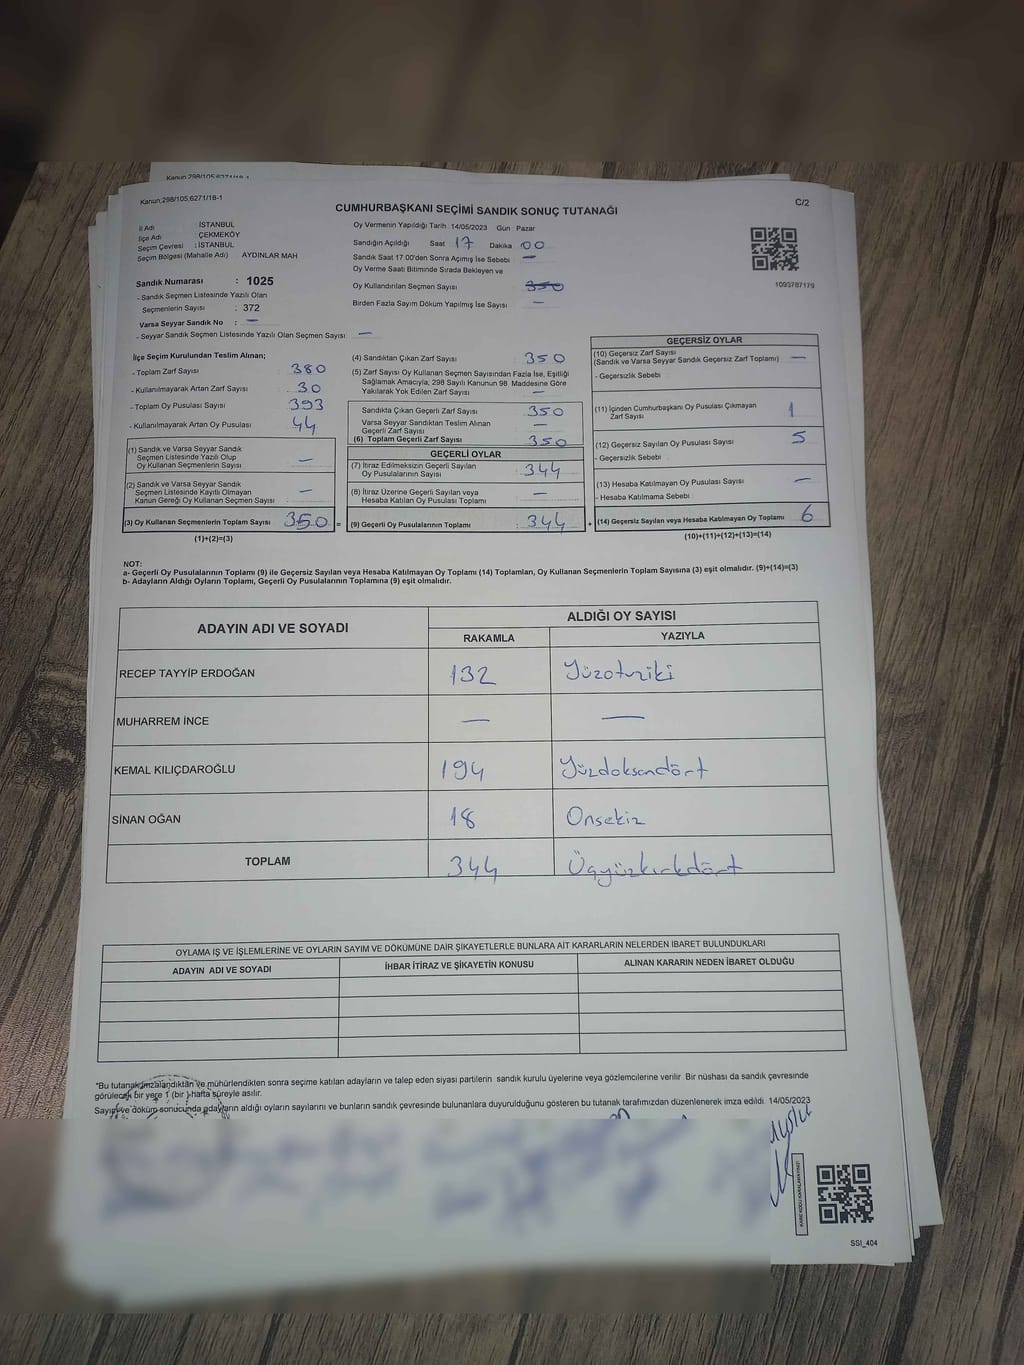 Kanun:298/105;6271/18-1
Kanun;298/105;6271/18-1
C/2
CUMHURBAŞKANI SEÇİMİ SANDIK SONUÇ TUTANAĞI
İl Adı : İSTANBUL
İlçe Adı : ÇEKMEKÖY
Seçim Çevresi : İSTANBUL
Seçim Bölgesi (Mahalle Adı) AYDINLAR MAH
Sandık Numarası : 1025
- Sandık Seçmen Listesinde Yazılı Olan
Seçmenlerin Sayısı : 372
Varsa Seyyar Sandık No : —
- Seyyar Sandık Seçmen Listesinde Yazılı Olan Seçmen Sayısı —
Oy Vermenin Yapıldığı Tarih 14/05/2023 Gün Pazar
Sandığın Açıldığı Saat 17 Dakika 00
Sandık Saat 17:00'den Sonra Açımış İse Sebebi —
Oy Verme Saati Bitiminde Sırada Bekleyen ve
Oy Kullandırılan Seçmen Sayısı 350
Birden Fazla Sayım Döküm Yapılmış İse Sayısı —
1093787179
İlçe Seçim Kurulundan Teslim Alınan;
- Toplam Zarf Sayısı : 380
- Kullanılmayarak Artan Zarf Sayısı : 30
- Toplam Oy Pusulası Sayısı : 393
- Kullanılmayarak Artan Oy Pusulası : 44
(1) Sandık ve Varsa Seyyar Sandık
Seçmen Listesinde Yazılı Olup
Oy Kullanan Seçmenlerin Sayısı : —
(2) Sandık ve Varsa Seyyar Sandık
Seçmen Listesinde Kayıtlı Olmayan
Kanun Gereği Oy Kullanan Seçmen Sayısı : —
(3) Oy Kullanan Seçmenlerin Toplam Sayısı : 350 =
(1)+(2)=(3)
(4) Sandıktan Çıkan Zarf Sayısı : 350
(5) Zarf Sayısı Oy Kullanan Seçmen Sayısından Fazla İse, Eşitliği
Sağlamak Amacıyla, 298 Sayılı Kanunun 98 Maddesine Göre
Yakılarak Yok Edilen Zarf Sayısı : —
Sandıkta Çıkan Geçerli Zarf Sayısı : 350
Varsa Seyyar Sandıktan Teslim Alınan
Geçerli Zarf Sayısı : —
(6) Toplam Geçerli Zarf Sayısı : 350
GEÇERLİ OYLAR
(7) İtiraz Edilmeksizin Geçerli Sayılan
Oy Pusulalarının Sayısı : 344
(8) İtiraz Üzerine Geçerli Sayılan veya
Hesaba Katılan Oy Pusulası Toplamı : —
(9) Geçerli Oy Pusulalarının Toplamı : 344 +
GEÇERSİZ OYLAR
(10) Geçersiz Zarf Sayısı
(Sandık ve Varsa Seyyar Sandık Geçersiz Zarf Toplamı) : —
- Geçersizlik Sebebi :
(11) İçinden Cumhurbaşkanı Oy Pusulası Çıkmayan
Zarf Sayısı : 1
(12) Geçersiz Sayılan Oy Pusulası Sayısı : 5
- Geçersizlik Sebebi :
(13) Hesaba Katılmayan Oy Pusulası Sayısı : —
- Hesaba Katılmama Sebebi :
(14) Geçersiz Sayılan veya Hesaba Katılmayan Oy Toplamı : 6
(10)+(11)+(12)+(13)=(14)
NOT:
a- Geçerli Oy Pusulalarının Toplamı (9) ile Geçersiz Sayılan veya Hesaba Katılmayan Oy Toplamı (14) Toplamları, Oy Kullanan Seçmenlerin Toplam Sayısına (3) eşit olmalıdır. (9)+(14)=(3)
b- Adayların Aldığı Oyların Toplamı, Geçerli Oy Pusulalarının Toplamına (9) eşit olmalıdır.
ADAYIN ADI VE SOYADI ALDIĞI OY SAYISI
RAKAMLA YAZIYLA
RECEP TAYYİP ERDOĞAN 132 Yüzotuziki
MUHARREM İNCE — —
KEMAL KILIÇDAROĞLU 194 Yüzdoksandört
SİNAN OĞAN 18 Onsekiz
TOPLAM 344 Üçyüzkırkdört
OYLAMA İŞ VE İŞLEMLERİNE VE OYLARIN SAYIM VE DÖKÜMÜNE DAİR ŞİKAYETLERLE BUNLARA AİT KARARLARIN NELERDEN İBARET BULUNDUKLARI
ADAYIN ADI VE SOYADI İHBAR İTİRAZ VE ŞİKAYETİN KONUSU ALINAN KARARIN NEDEN İBARET OLDUĞU
"Bu tutanak imzalandıktan ve mühürlendikten sonra seçime katılan adayların ve talep eden siyasi partilerin sandık kurulu üyelerine veya gözlemcilerine verilir. Bir nüshası da sandık çevresinde
görülecek bir yere 1 (bir )-hafta süreyle asılır.
Sayım ve döküm sonucunda adayların aldığı oyların sayılarını ve bunların sandık çevresinde bulunanlara duyurulduğunu gösteren bu tutanak tarafımızdan düzenlenerek imza edildi. 14/05/2023
SSI_404